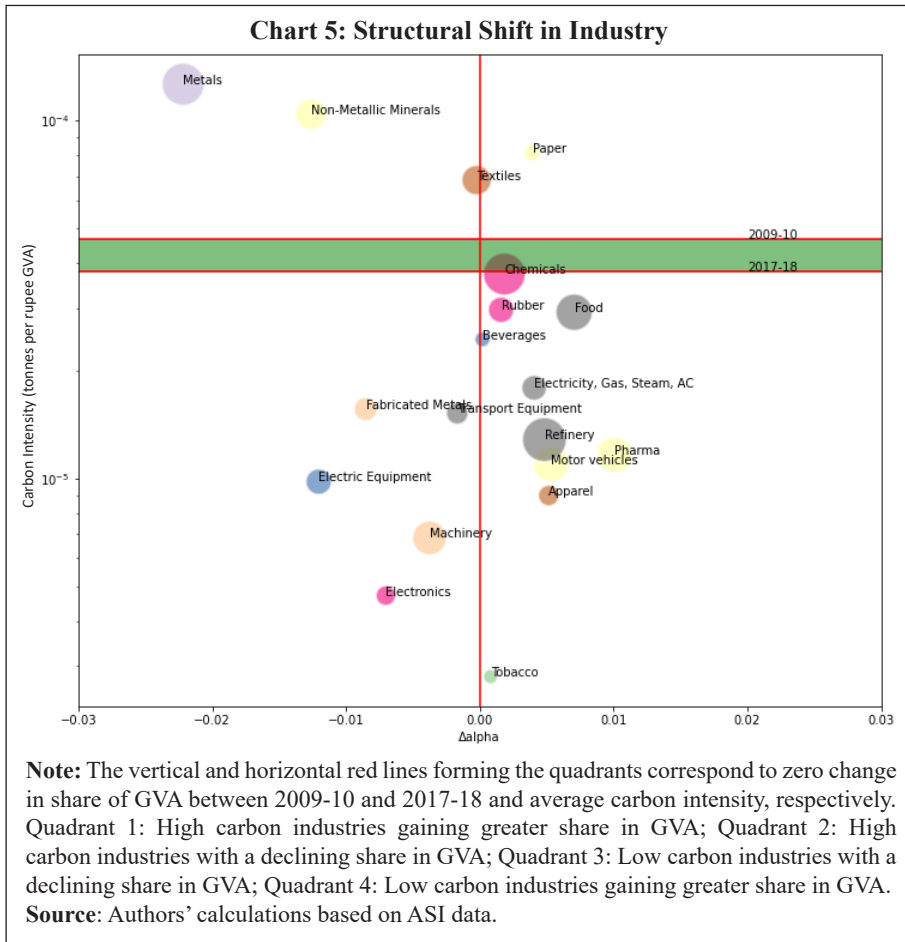 Chart 5: Structural Shift in Industry
Metals
Non-Metallic Minerals
10⁻⁴
Paper
Textiles
2009-10
2017-18
Chemicals
Rubber
Food
Beverages
Electricity, Gas, Steam, AC
Fabricated Metals
Transport Equipment
Refinery
Pharma
Motor vehicles
Electric Equipment
10⁻⁵
Apparel
Machinery
Electronics
Tobacco
Carbon Intensity (tonnes per rupee GVA)
−0.03 −0.02 −0.01 0.00 0.01 0.02 0.03
Δalpha
Note: The vertical and horizontal red lines forming the quadrants correspond to zero change
in share of GVA between 2009-10 and 2017-18 and average carbon intensity, respectively.
Quadrant 1: High carbon industries gaining greater share in GVA; Quadrant 2: High
carbon industries with a declining share in GVA; Quadrant 3: Low carbon industries with a
declining share in GVA; Quadrant 4: Low carbon industries gaining greater share in GVA.
Source: Authors' calculations based on ASI data.